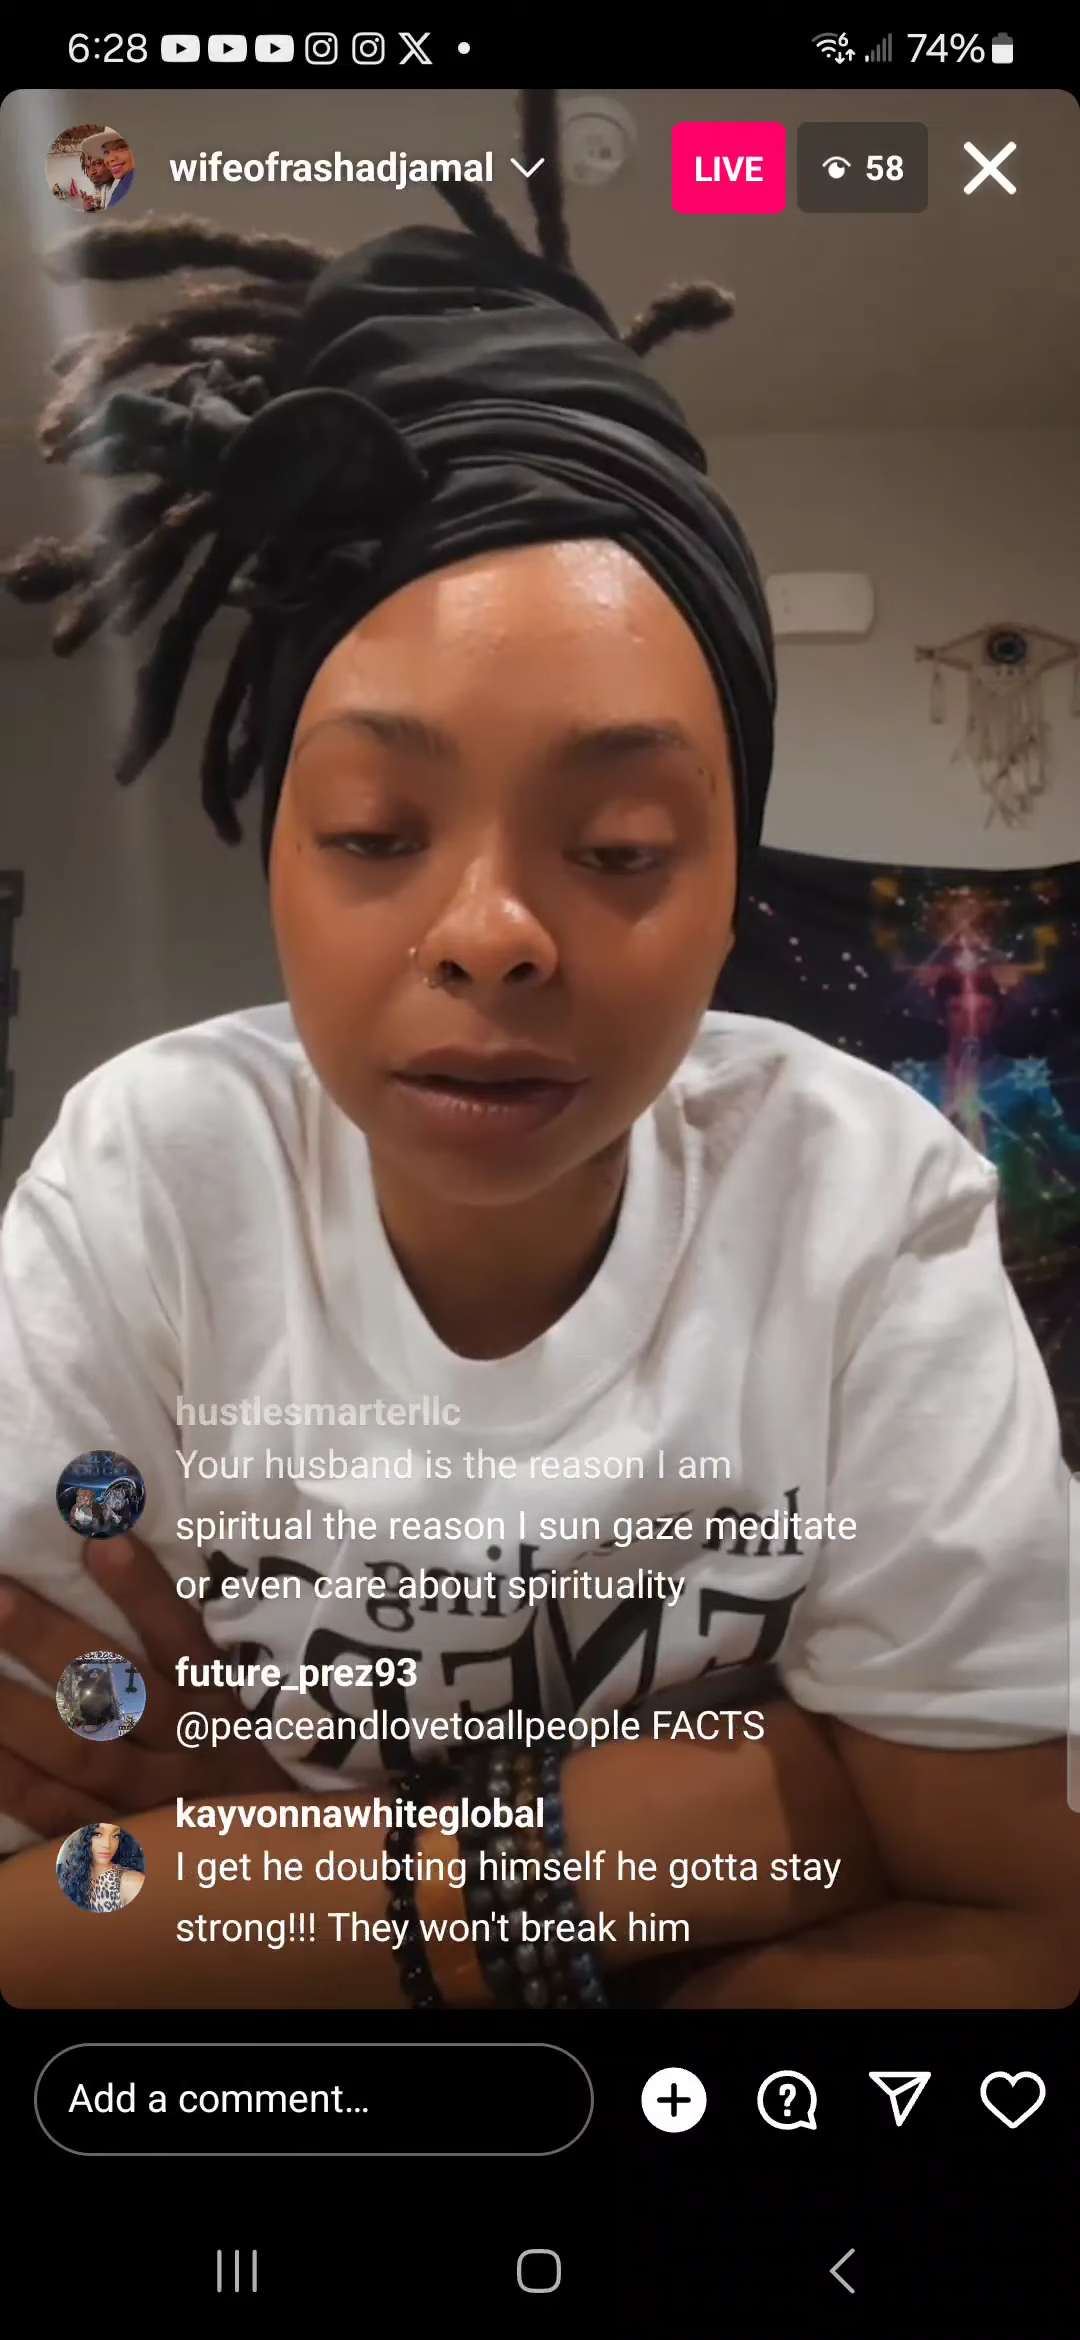 6:28
74%
wifeofrashadjamal
LIVE
58
hustlesmarterllc
Your husband is the reason I am
spiritual the reason I sun gaze meditate
or even care about spirituality
future_prez93
@peaceandlovetoallpeople FACTS
kayvonnawhiteglobal
I get he doubting himself he gotta stay
strong!!! They won't break him
Add a comment...